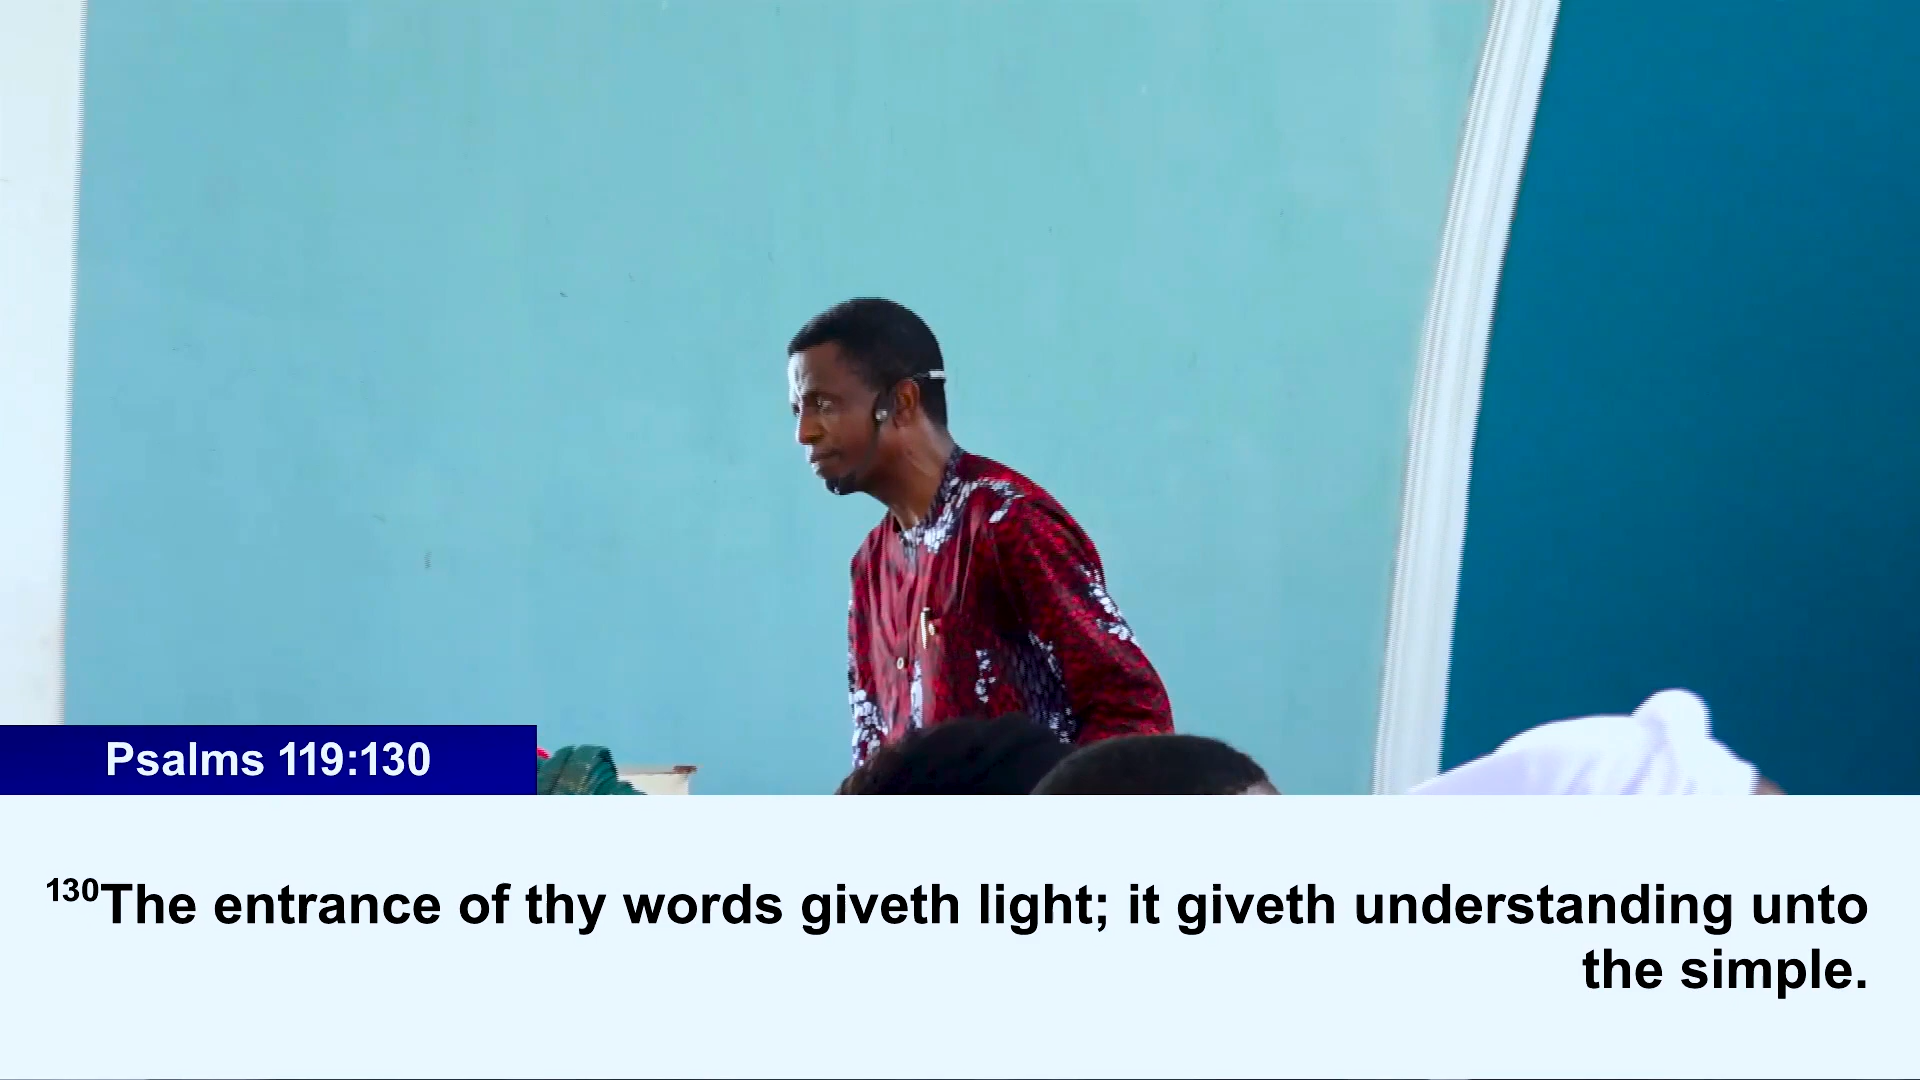 Psalms 119:130
130The entrance of thy words giveth light; it giveth understanding unto
the simple.